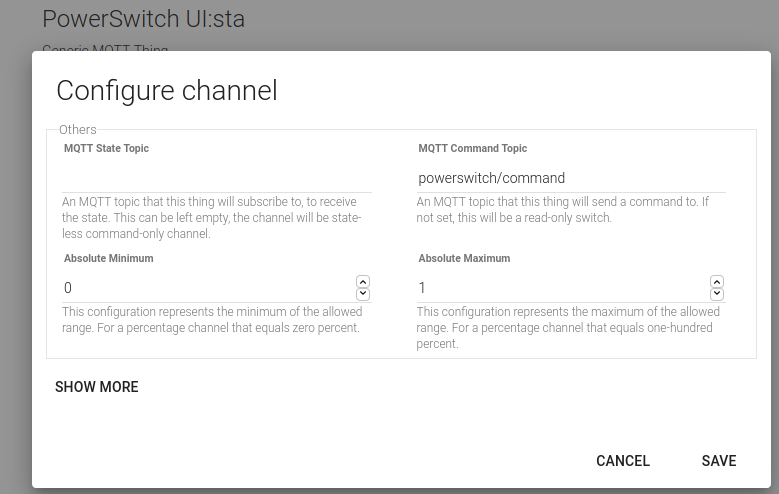 PowerSwitch UI:sta
Generic MQTT Thing
Configure channel
Others
MQTT State Topic
An MQTT topic that this thing will subscribe to, to receive
the state. This can be left empty, the channel will be state-
less command-only channel.
MQTT Command Topic
powerswitch/command
An MQTT topic that this thing will send a command to. If
not set, this will be a read-only switch.
Absolute Minimum
0
This configuration represents the minimum of the allowed
range. For a percentage channel that equals zero percent.
Absolute Maximum
1
This configuration represents the maximum of the allowed
range. For a percentage channel that equals one-hundred
percent.
SHOW MORE
CANCEL
SAVE